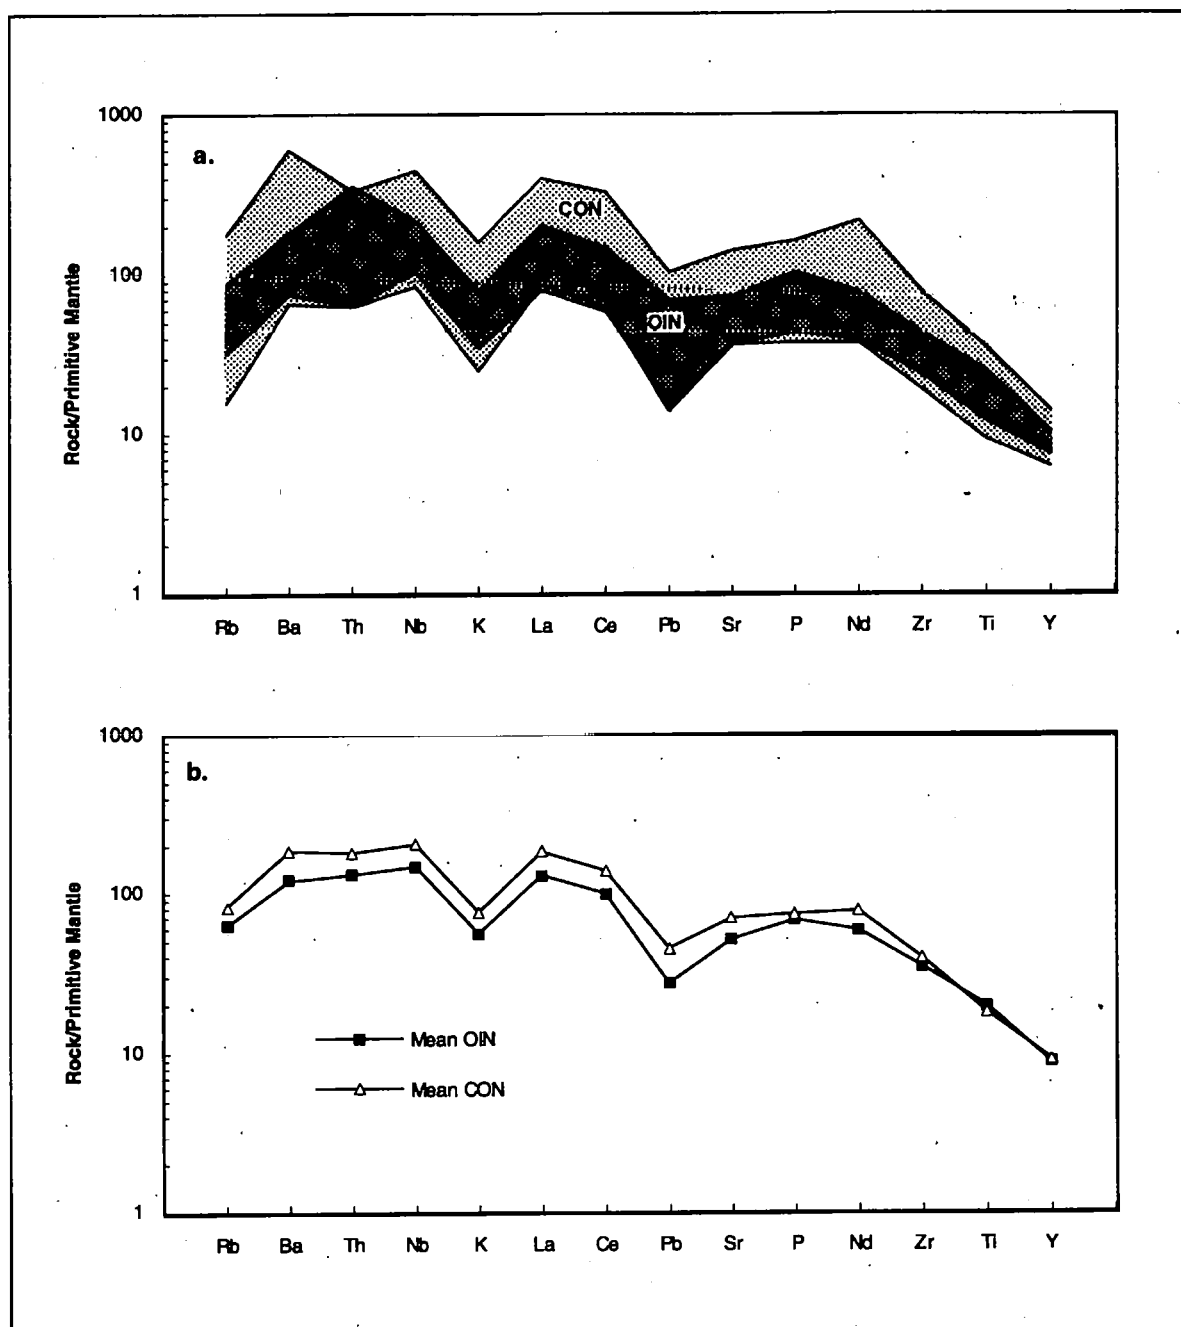 1000
a.
CON
100
OIN
10
1
Rock/Primitive Mantle
Rb Ba Th Nb K La Ce Pb Sr P Nd Zr Ti Y
1000
b.
100
10
1
Rock/Primitive Mantle
Mean OIN
Mean CON
Rb Ba Th Nb K La Ce Pb Sr P Nd Zr Ti Y